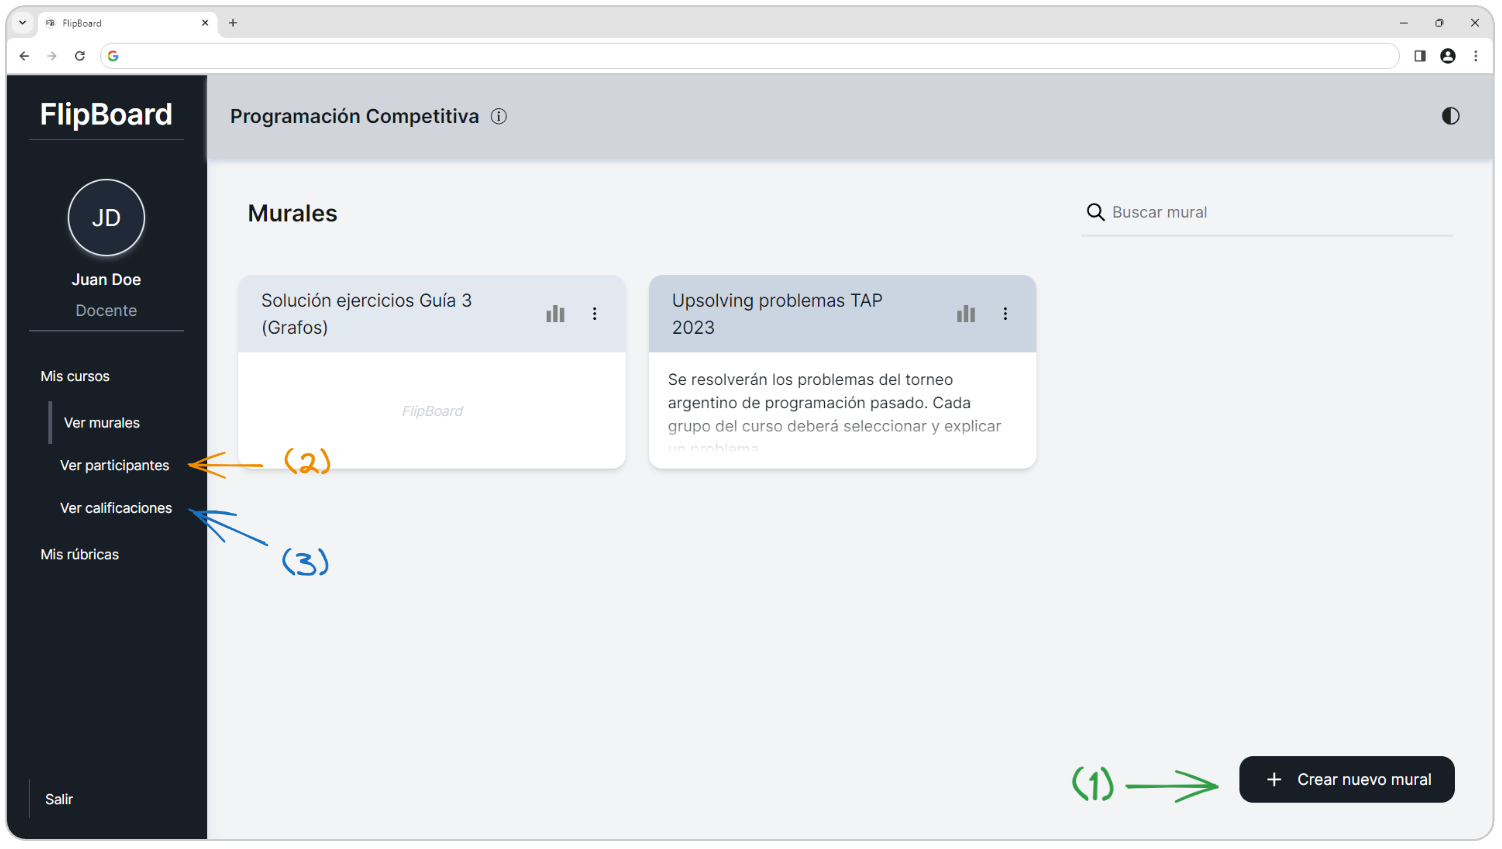 FlipBoard
FlipBoard
Programación Competitiva
JD
Juan Doe
Docente
Mis cursos
Ver murales
Ver participantes
Ver calificaciones
Mis rúbricas
Salir
Murales
Buscar mural
Solución ejercicios Guía 3
(Grafos)
FlipBoard
Upsolving problemas TAP
2023
Se resolverán los problemas del torneo
argentino de programación pasado. Cada
grupo del curso deberá seleccionar y explicar
un problema
(2)
(3)
(1)
+ Crear nuevo mural